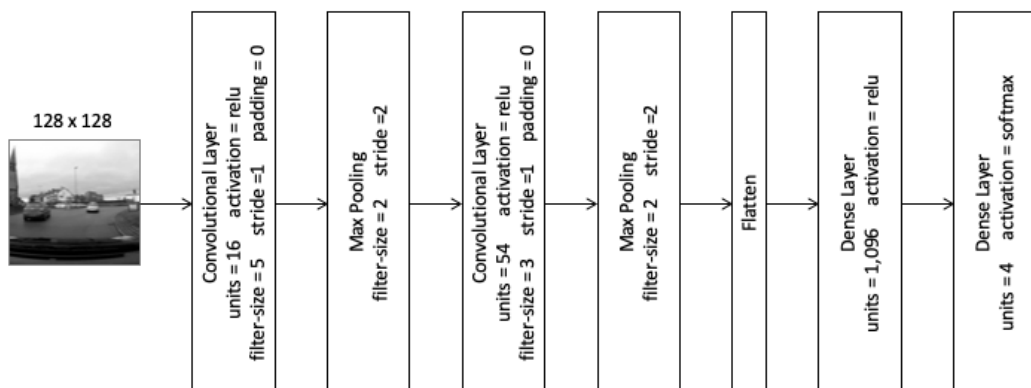 128 x 128
Convolutional Layer
units = 16 activation = relu
filter-size = 5 stride =1 padding = 0
Max Pooling
filter-size = 2 stride =2
Convolutional Layer
units = 54 activation = relu
filter-size = 3 stride =1 padding = 0
Max Pooling
filter-size = 2 stride =2
Flatten
Dense Layer
units = 1,096 activation = relu
Dense Layer
units = 4 activation = softmax